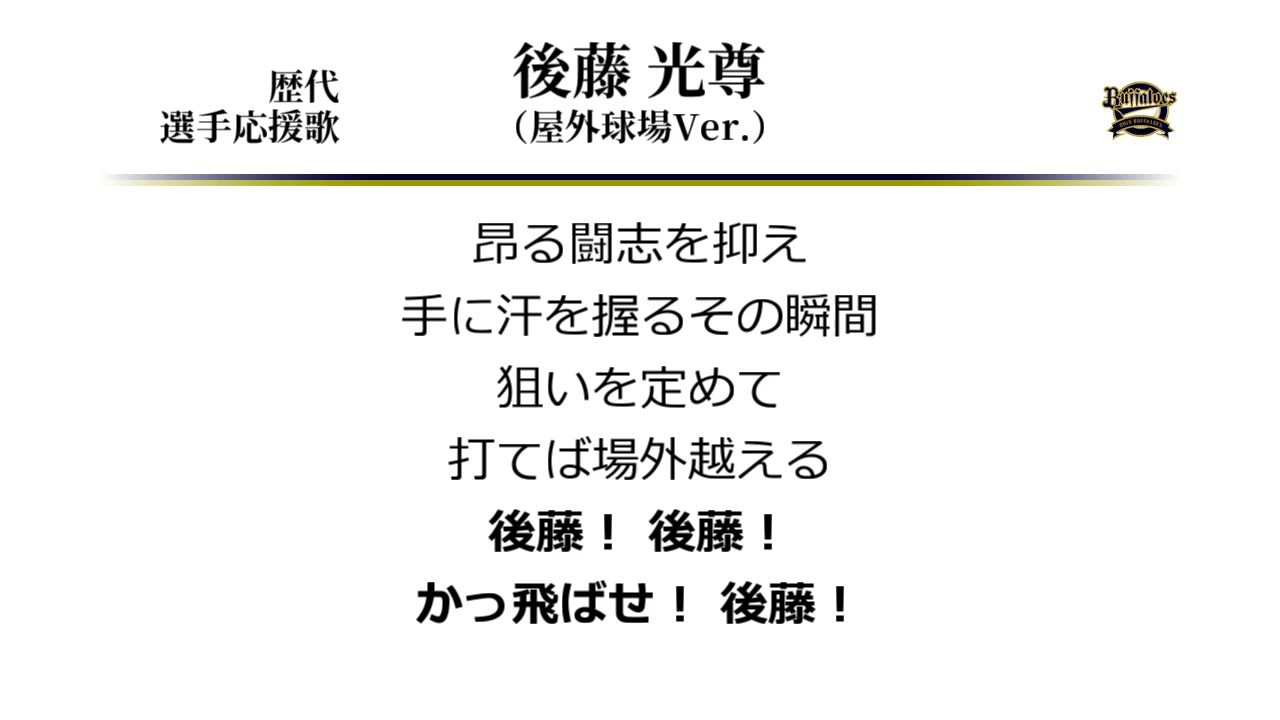 歴代
選手応援歌
後藤 光尊
（屋外球場Ver.）
Buffaloes
ORIX BUFFALOES
昂る闘志を抑え
手に汗を握るその瞬間
狙いを定めて
打てば場外越える
後藤！ 後藤！
かっ飛ばせ！ 後藤！